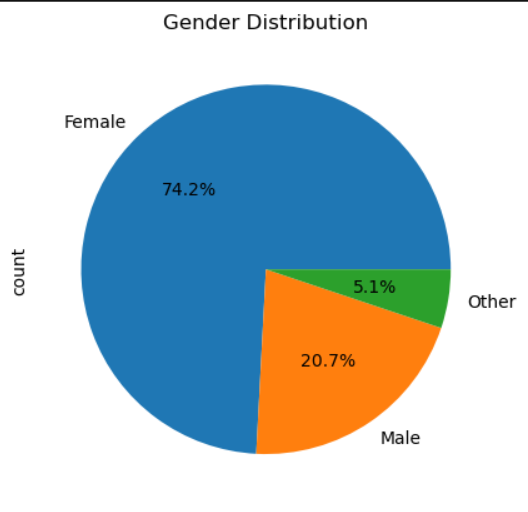 Gender Distribution
Female
74.2%
count
5.1%
Other
20.7%
Male